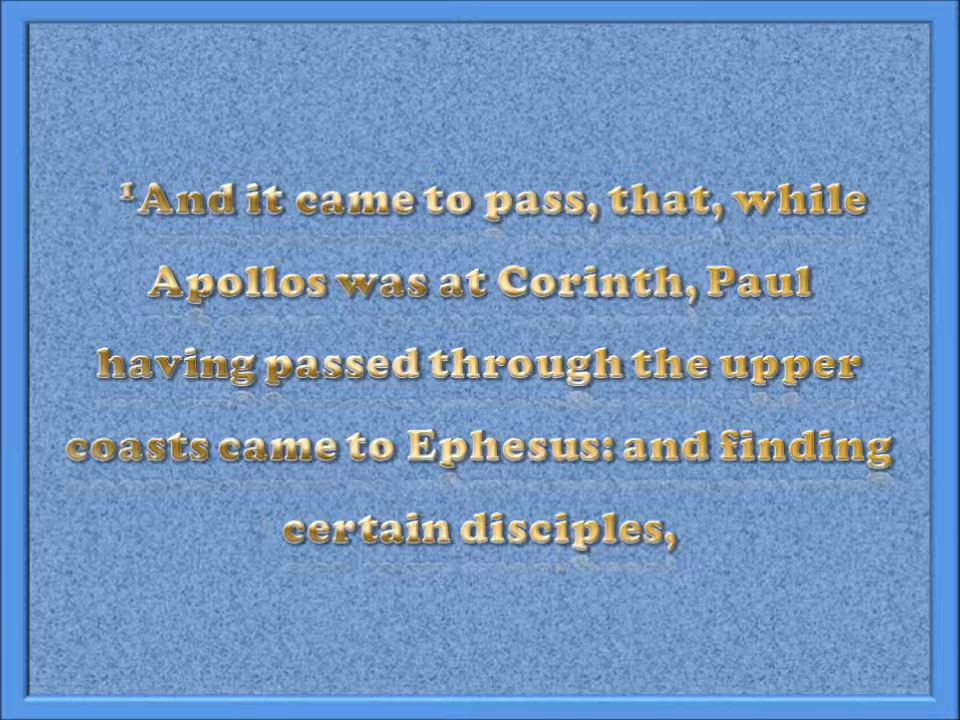 ¹And it came to pass, that, while
Apollos was at Corinth, Paul
having passed through the upper
coasts came to Ephesus: and finding
certain disciples,